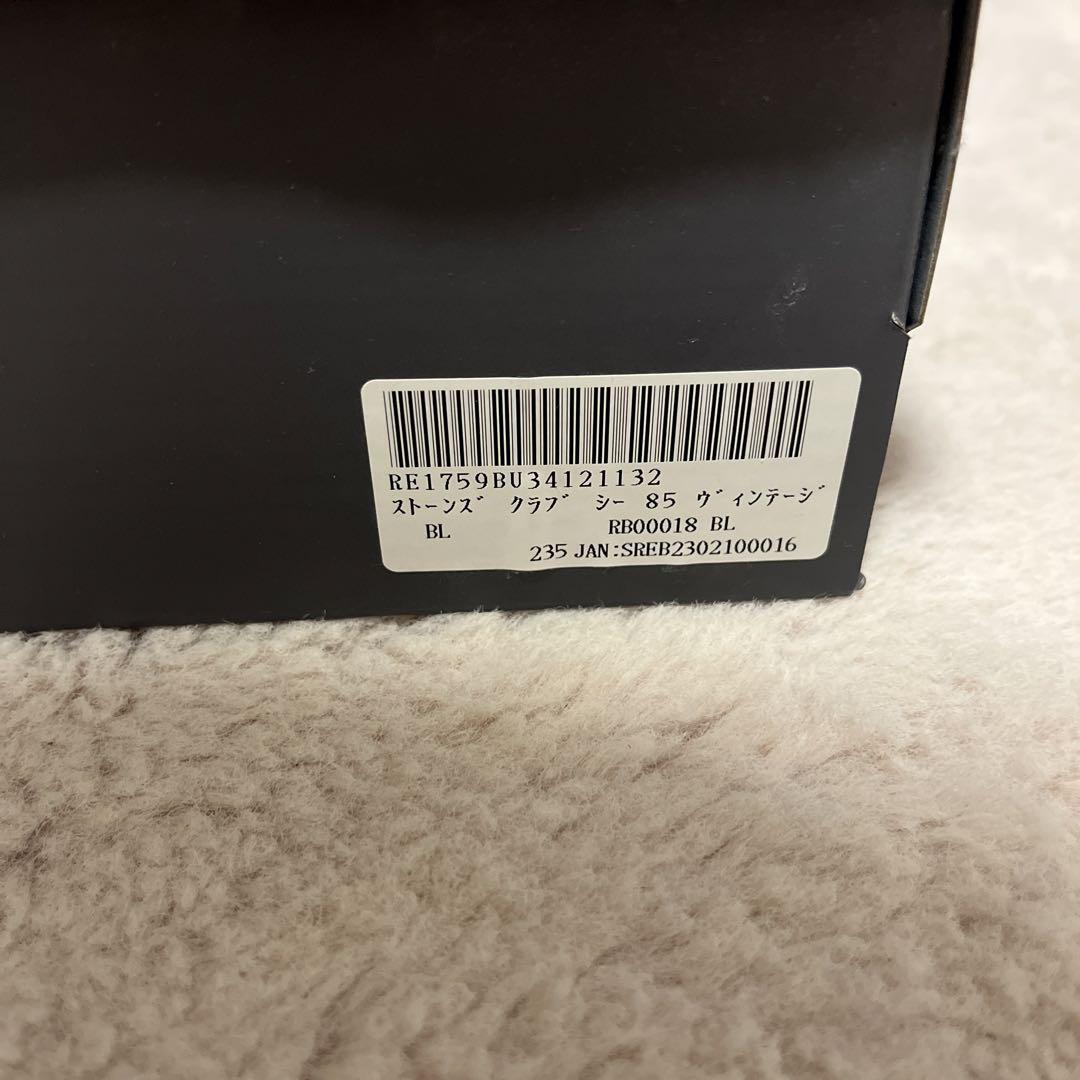 RE1759BU34121132
ｽﾄｰﾝｽﾞ ｸﾗﾌﾞ ｼｰ 85 ｳﾞｨﾝﾃｰｼﾞ
BL RB00018 BL
235 JAN:SREB2302100016